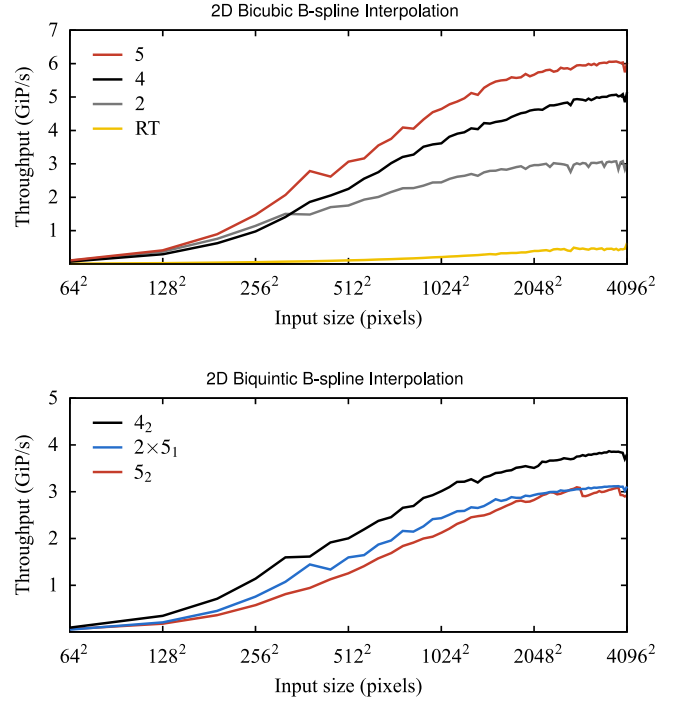 2D Bicubic B-spline Interpolation
7
6
5
4
3
2
1
Throughput (GiP/s)
5
4
2
RT
64² 128² 256² 512² 1024² 2048² 4096²
Input size (pixels)
2D Biquintic B-spline Interpolation
5
4
3
2
1
Throughput (GiP/s)
4₂
2×5₁
5₂
64² 128² 256² 512² 1024² 2048² 4096²
Input size (pixels)